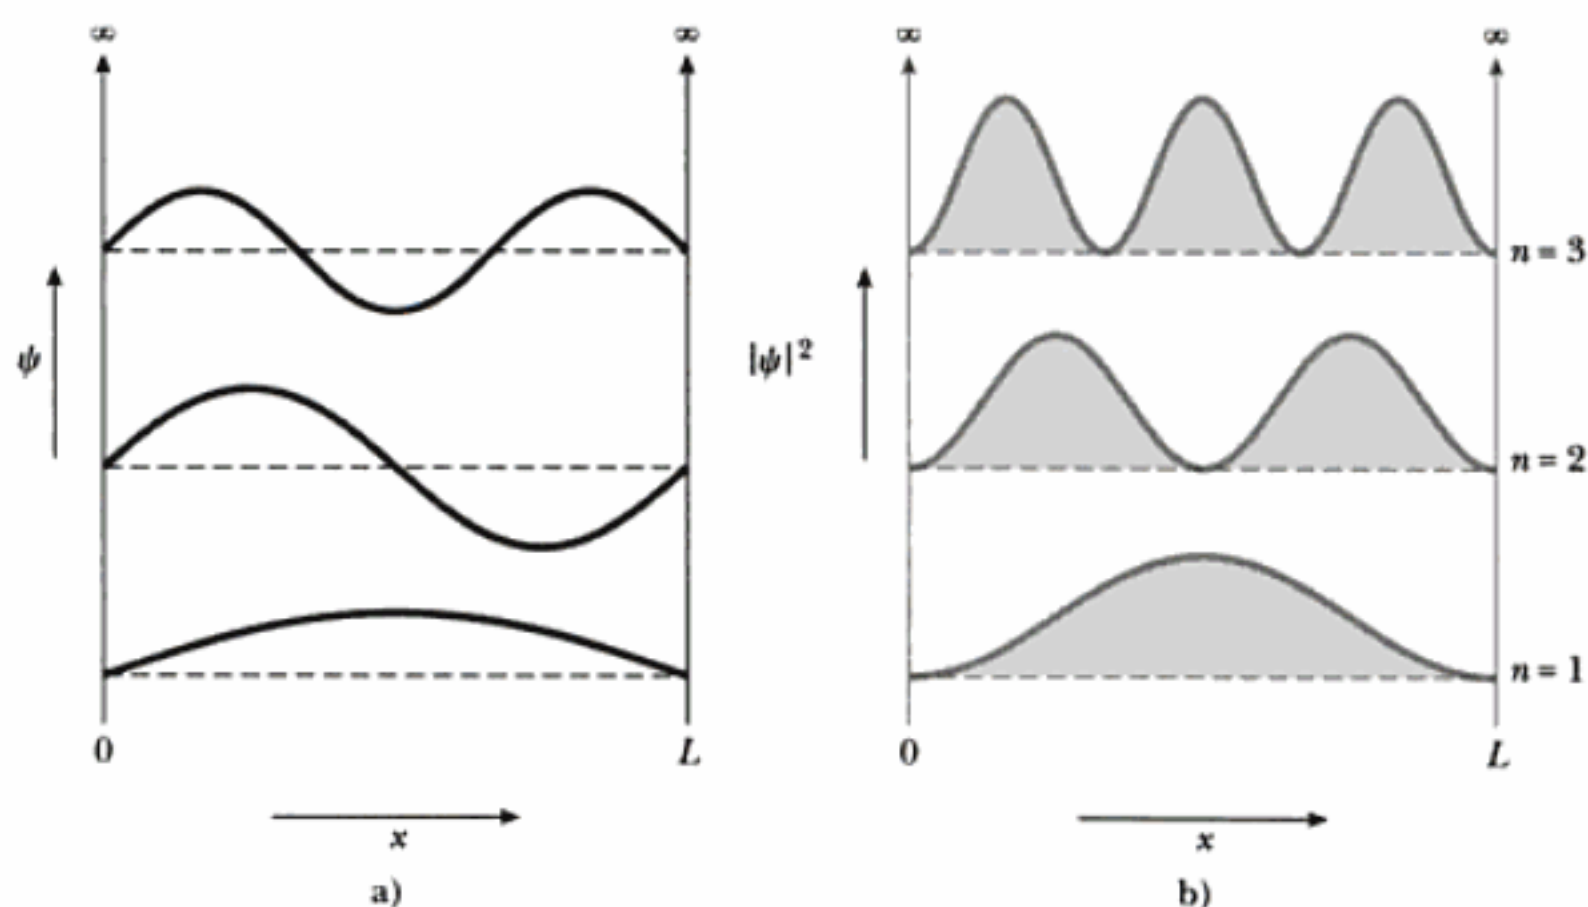 ∞ ∞
ψ
0 L
x
a)
∞ ∞
|ψ|²
n = 3
n = 2
n = 1
0 L
x
b)